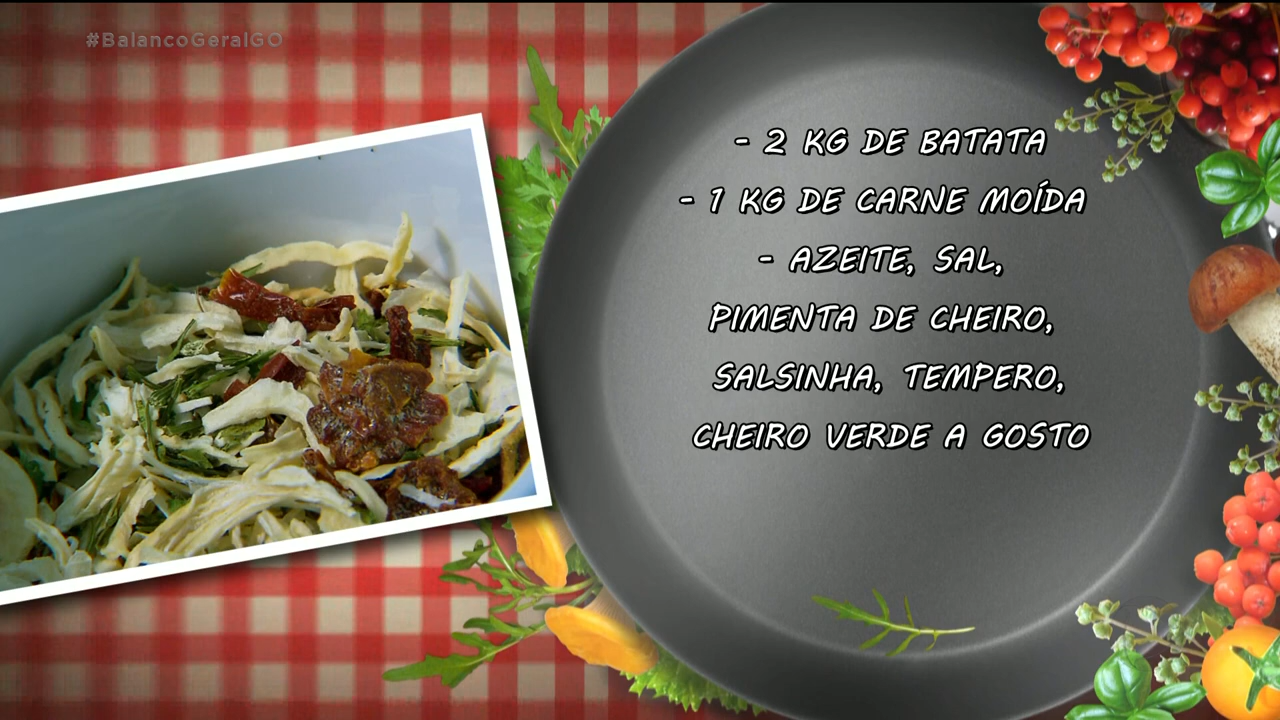 #BalancoGeralGO
- 2 KG DE BATATA
- 1 KG DE CARNE MOÍDA
- AZEITE, SAL,
PIMENTA DE CHEIRO,
SALSINHA, TEMPERO,
CHEIRO VERDE A GOSTO